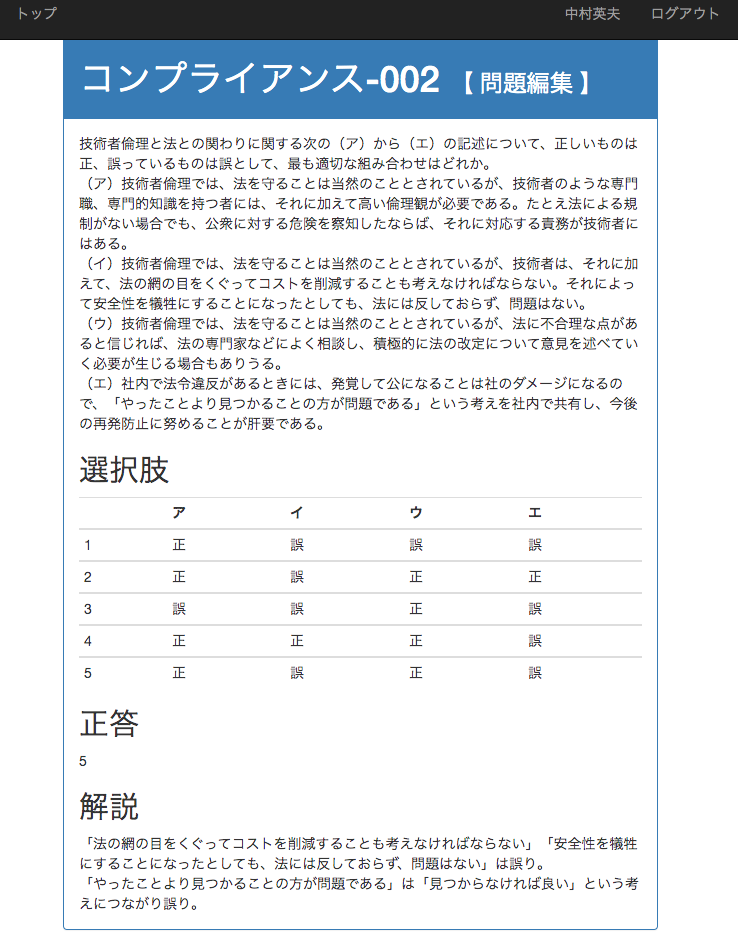 トップ 中村英夫 ログアウト
コンプライアンス-002 【 問題編集 】
技術者倫理と法との関わりに関する次の（ア）から（エ）の記述について、正しいものは
正、誤っているものは誤として、最も適切な組み合わせはどれか。
（ア）技術者倫理では、法を守ることは当然のこととされているが、技術者のような専門
職、専門的知識を持つ者には、それに加えて高い倫理観が必要である。たとえ法による規
制がない場合でも、公衆に対する危険を察知したならば、それに対応する責務が技術者に
はある。
（イ）技術者倫理では、法を守ることは当然のこととされているが、技術者は、それに加
えて、法の網の目をくぐってコストを削減することも考えなければならない。それによっ
て安全性を犠牲にすることになったとしても、法には反しておらず、問題はない。
（ウ）技術者倫理では、法を守ることは当然のこととされているが、法に不合理な点があ
ると信じれば、法の専門家などによく相談し、積極的に法の改定について意見を述べてい
く必要が生じる場合もありうる。
（エ）社内で法令違反があるときには、発覚して公になることは社のダメージになるの
で、「やったことより見つかることの方が問題である」という考えを社内で共有し、今後
の再発防止に努めることが肝要である。
選択肢
ア イ ウ エ
1 正 誤 誤 誤
2 正 誤 正 正
3 誤 誤 正 誤
4 正 正 正 誤
5 正 誤 正 誤
正答
5
解説
「法の網の目をくぐってコストを削減することも考えなければならない」「安全性を犠牲
にすることになったとしても、法には反しておらず、問題はない」は誤り。
「やったことより見つかることの方が問題である」は「見つからなければ良い」という考
えにつながり誤り。